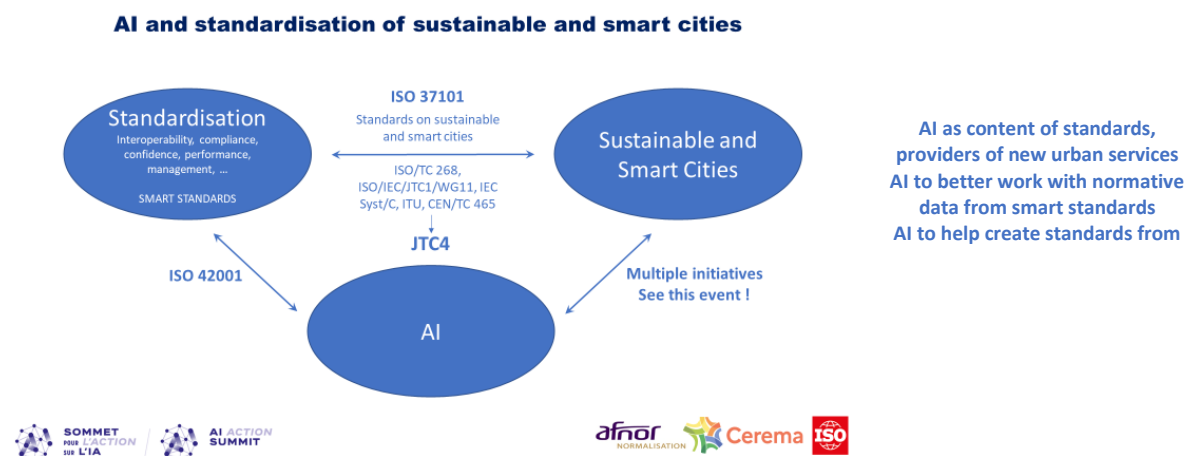 AI and standardisation of sustainable and smart cities
Standardisation
Interoperability, compliance,
confidence, performance,
management, ...
SMART STANDARDS
ISO 37101
Standards on sustainable
and smart cities
ISO/TC 268,
ISO/IEC/JTC1/WG11, IEC
Syst/C, ITU, CEN/TC 465
JTC4
Sustainable and
Smart Cities
ISO 42001
Multiple initiatives
See this event !
AI
AI as content of standards,
providers of new urban services
AI to better work with normative
data from smart standards
AI to help create standards from
SOMMET
POUR L'ACTION
SUR L'IA
AI ACTION
SUMMIT
afnor
NORMALISATION
Cerema
ISO